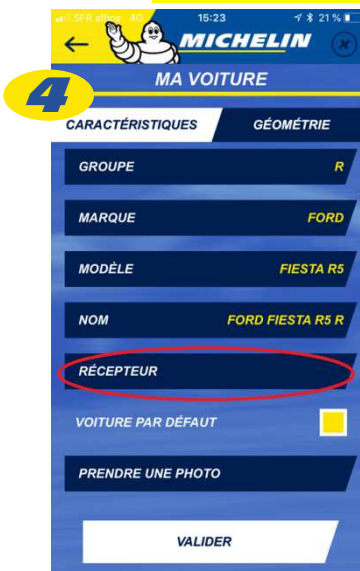 SFR alliée 4G 15:23 21 %
MICHELIN
4
MA VOITURE
CARACTÉRISTIQUES GÉOMÉTRIE
GROUPE R
MARQUE FORD
MODÈLE FIESTA R5
NOM FORD FIESTA R5 R
RÉCEPTEUR
VOITURE PAR DÉFAUT
PRENDRE UNE PHOTO
VALIDER